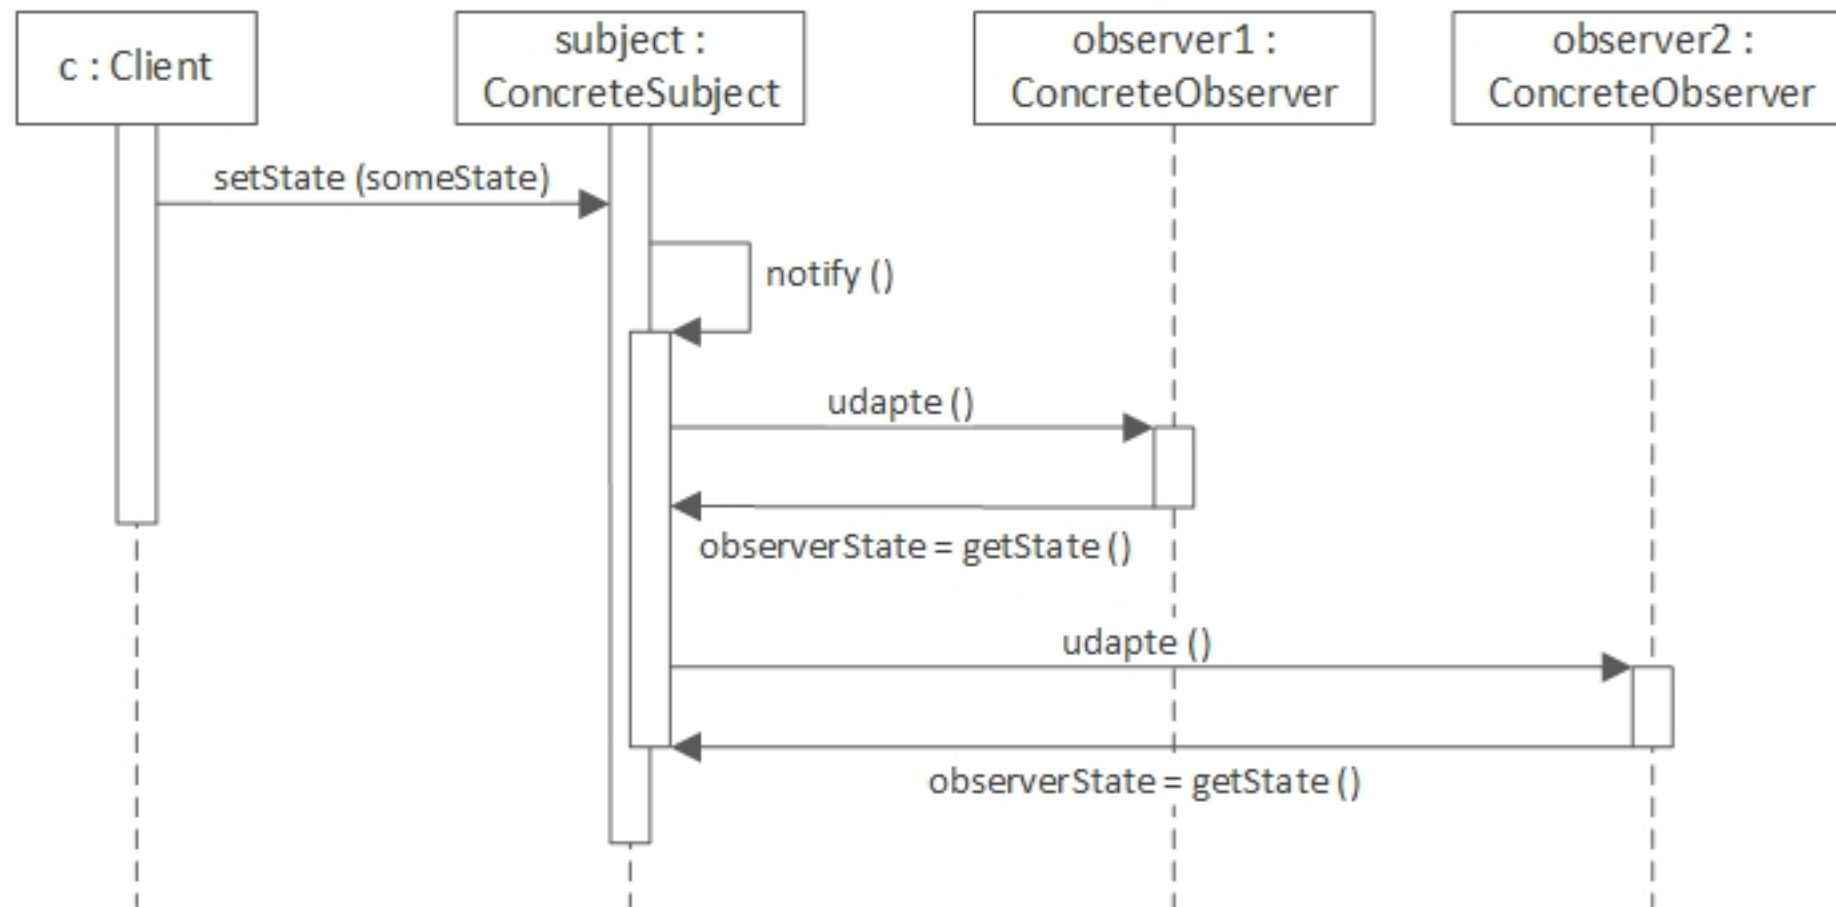 c : Client
subject :
ConcreteSubject
observer1 :
ConcreteObserver
observer2 :
ConcreteObserver
setState (someState)
notify ()
udapte ()
observerState = getState ()
udapte ()
observerState = getState ()